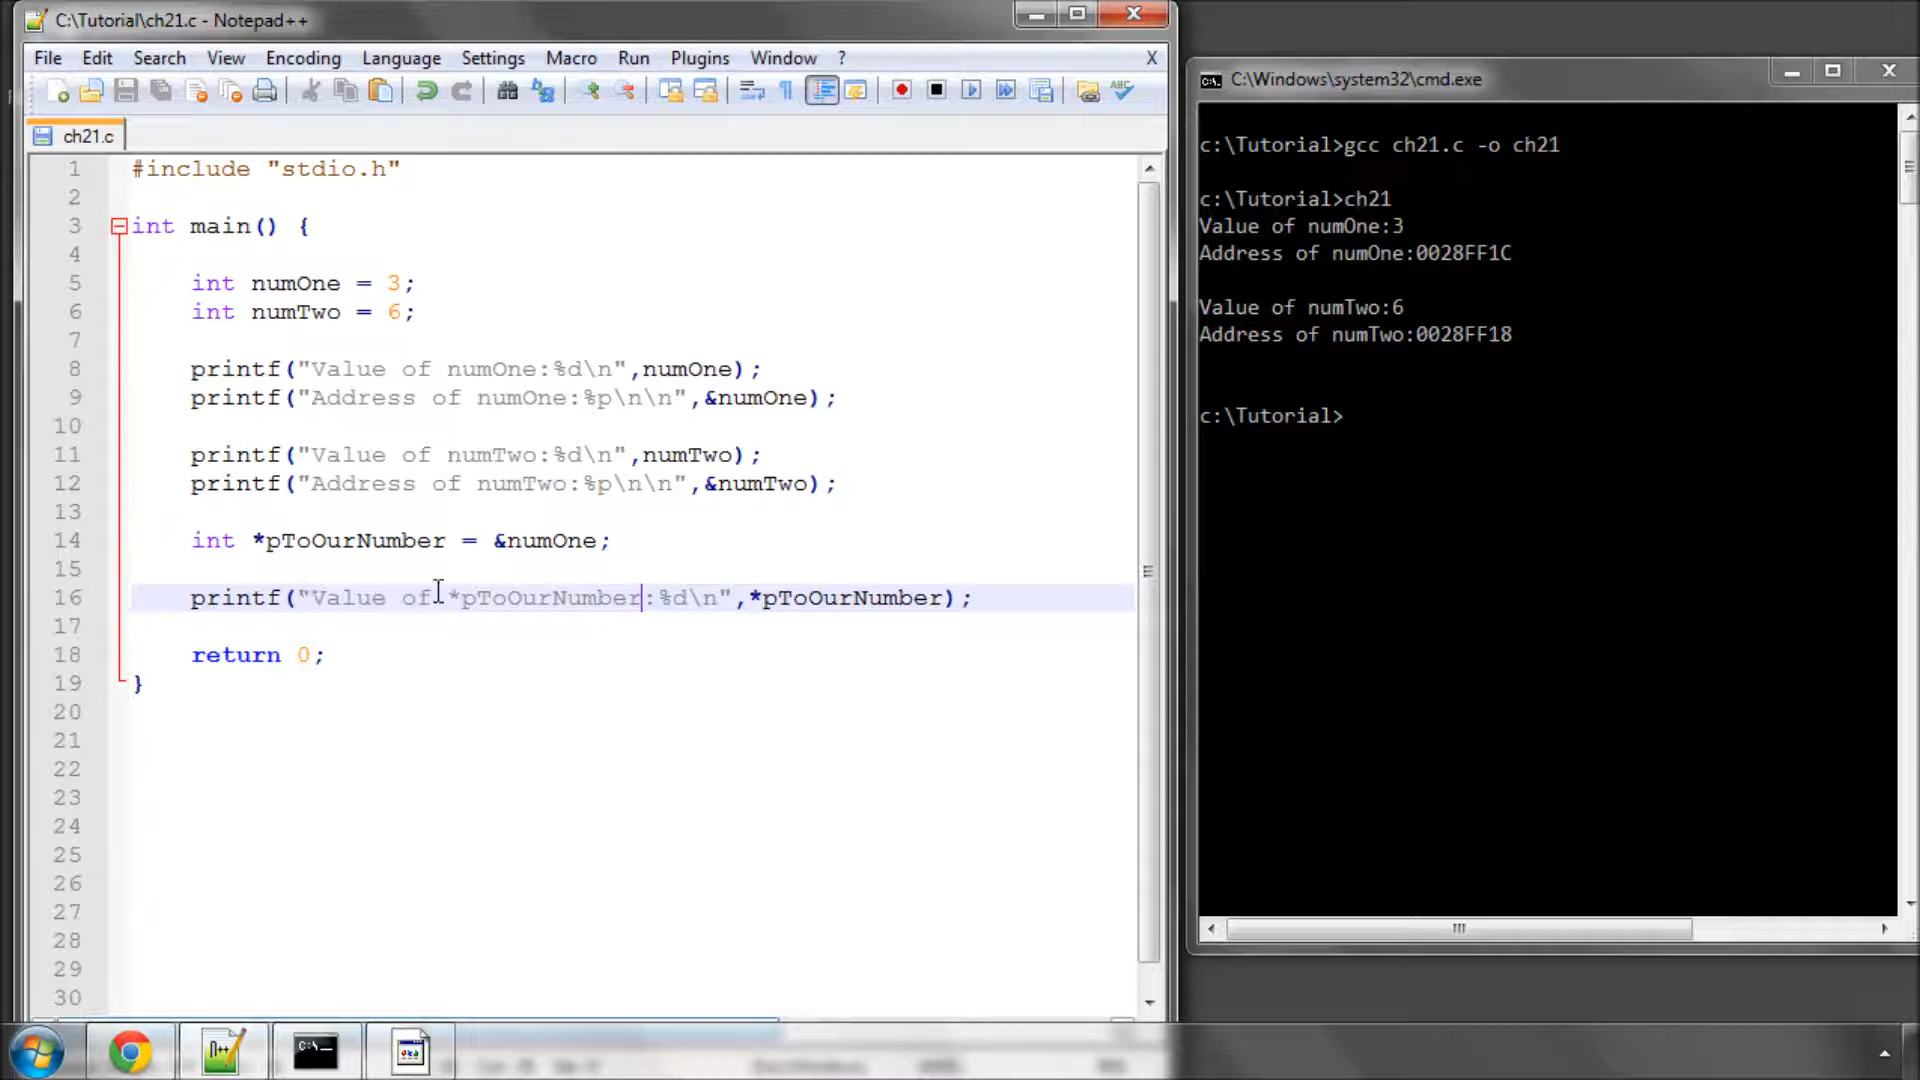 C:\Tutorial\ch21.c - Notepad++
File Edit Search View Encoding Language Settings Macro Run Plugins Window ? X
ch21.c
1 #include "stdio.h"
2
3 int main() {
4
5 int numOne = 3;
6 int numTwo = 6;
7
8 printf("Value of numOne:%d\n",numOne);
9 printf("Address of numOne:%p\n\n",&numOne);
10
11 printf("Value of numTwo:%d\n",numTwo);
12 printf("Address of numTwo:%p\n\n",&numTwo);
13
14 int *pToOurNumber = &numOne;
15
16 printf("Value of *pToOurNumber:%d\n",*pToOurNumber);
17
18 return 0;
19 }
20
21
22
23
24
25
26
27
28
29
30
C:\Windows\system32\cmd.exe
c:\Tutorial>gcc ch21.c -o ch21
c:\Tutorial>ch21
Value of numOne:3
Address of numOne:0028FF1C
Value of numTwo:6
Address of numTwo:0028FF18
c:\Tutorial>